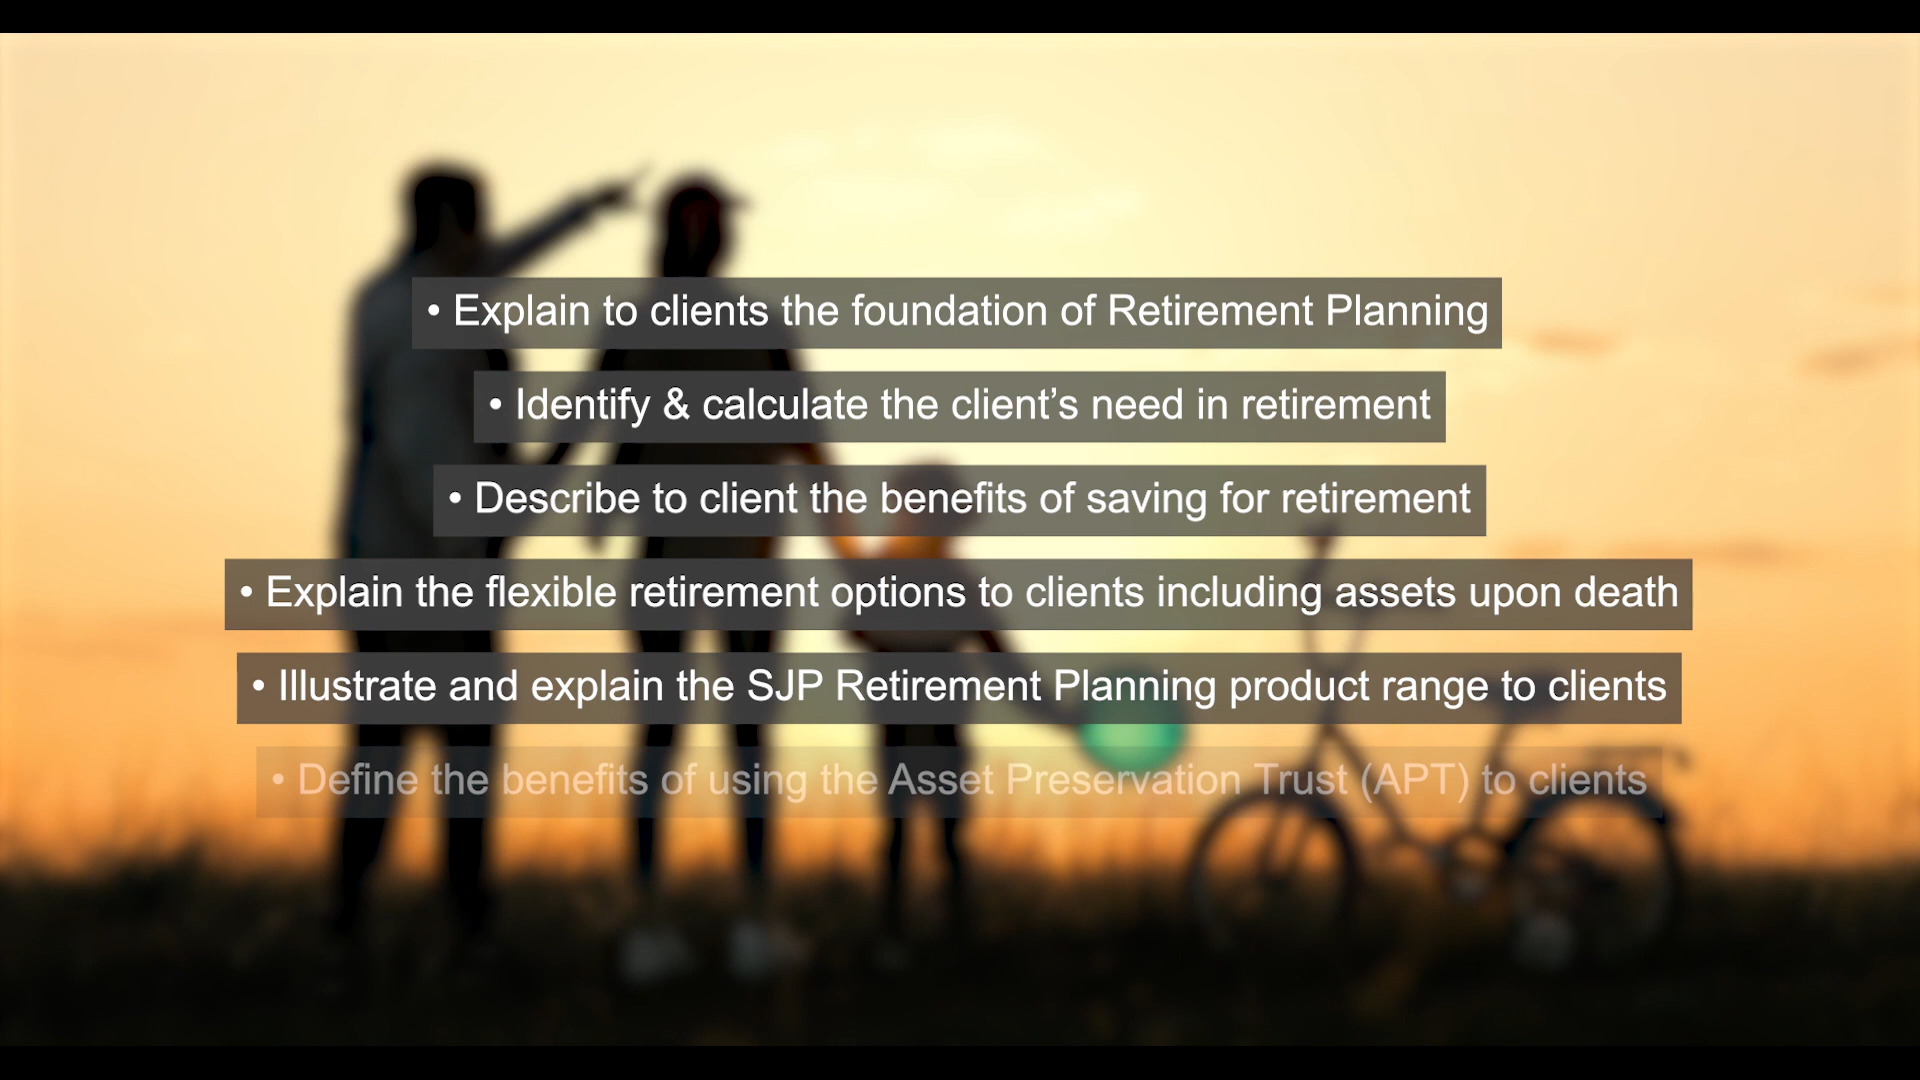 • Explain to clients the foundation of Retirement Planning
• Identify & calculate the client’s need in retirement
• Describe to client the benefits of saving for retirement
• Explain the flexible retirement options to clients including assets upon death
• Illustrate and explain the SJP Retirement Planning product range to clients
• Define the benefits of using the Asset Preservation Trust (APT) to clients